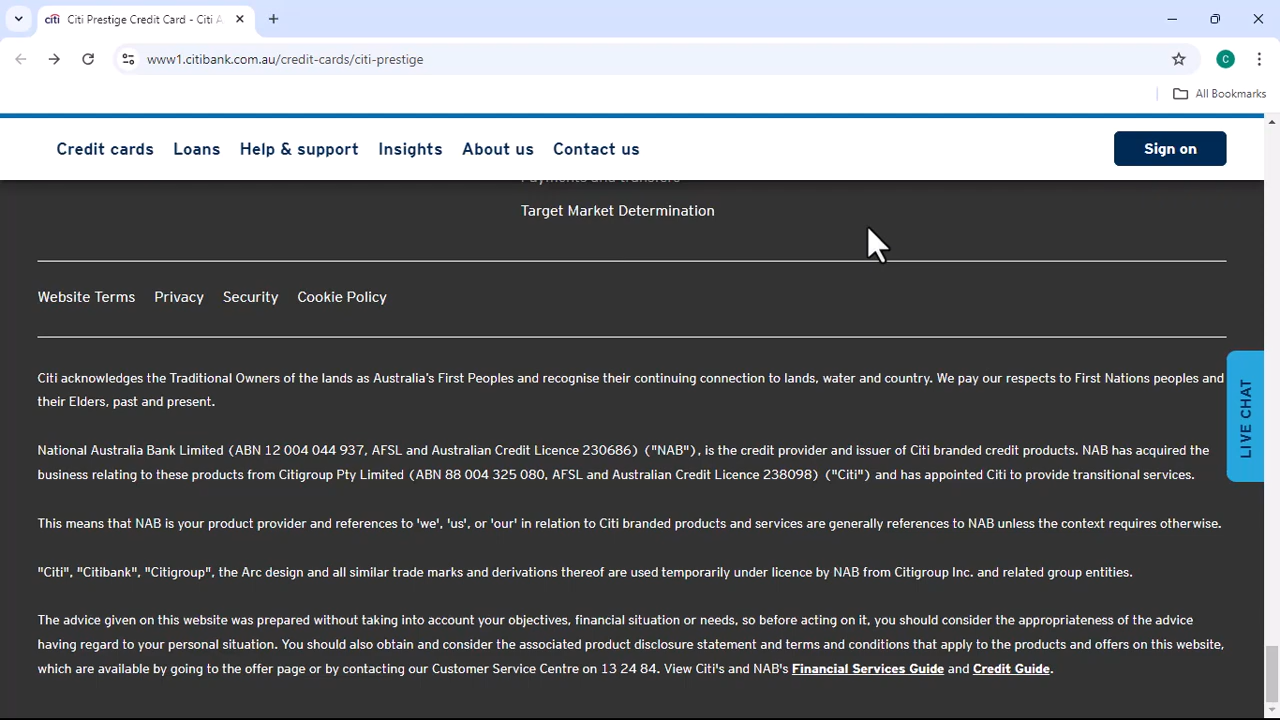 citi Citi Prestige Credit Card - Citi A
www1.citibank.com.au/credit-cards/citi-prestige
C
All Bookmarks
Credit cards Loans Help & support Insights About us Contact us Sign on
Payments and transfers
Target Market Determination
Website Terms Privacy Security Cookie Policy
Citi acknowledges the Traditional Owners of the lands as Australia's First Peoples and recognise their continuing connection to lands, water and country. We pay our respects to First Nations peoples and
their Elders, past and present.
LIVE CHAT
National Australia Bank Limited (ABN 12 004 044 937, AFSL and Australian Credit Licence 230686) ("NAB"), is the credit provider and issuer of Citi branded credit products. NAB has acquired the
business relating to these products from Citigroup Pty Limited (ABN 88 004 325 080, AFSL and Australian Credit Licence 238098) ("Citi") and has appointed Citi to provide transitional services.
This means that NAB is your product provider and references to 'we', 'us', or 'our' in relation to Citi branded products and services are generally references to NAB unless the context requires otherwise.
"Citi", "Citibank", "Citigroup", the Arc design and all similar trade marks and derivations thereof are used temporarily under licence by NAB from Citigroup Inc. and related group entities.
The advice given on this website was prepared without taking into account your objectives, financial situation or needs, so before acting on it, you should consider the appropriateness of the advice
having regard to your personal situation. You should also obtain and consider the associated product disclosure statement and terms and conditions that apply to the products and offers on this website,
which are available by going to the offer page or by contacting our Customer Service Centre on 13 24 84. View Citi's and NAB's Financial Services Guide and Credit Guide.